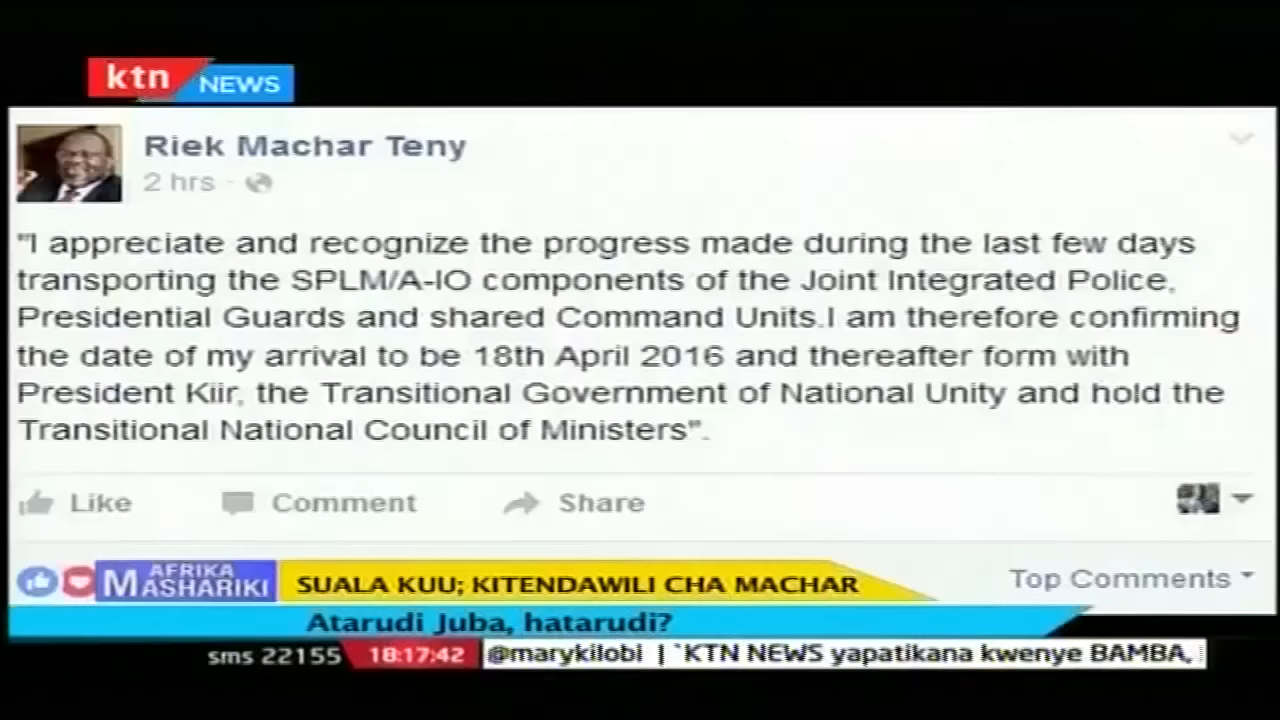 ktn NEWS
Riek Machar Teny
2 hrs
"I appreciate and recognize the progress made during the last few days
transporting the SPLM/A-IO components of the Joint Integrated Police,
Presidential Guards and shared Command Units.I am therefore confirming
the date of my arrival to be 18th April 2016 and thereafter form with
President Kiir, the Transitional Government of National Unity and hold the
Transitional National Council of Ministers".
Like Comment Share
Top Comments
AFRIKA
MASHARIKI
SUALA KUU; KITENDAWILI CHA MACHAR
Atarudi Juba, hatarudi?
sms 22155 18:17:42 @marykilobi | `KTN NEWS yapatikana kwenye BAMBA,